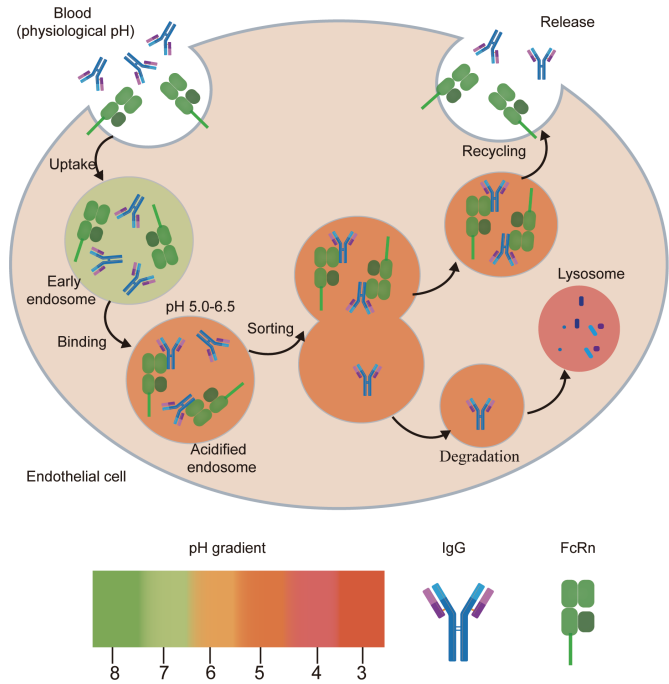 Blood
(physiological pH)
Release
Uptake
Recycling
Early
endosome
Lysosome
pH 5.0-6.5
Binding
Sorting
Acidified
endosome
Degradation
Endothelial cell
pH gradient
IgG
FcRn
8 7 6 5 4 3